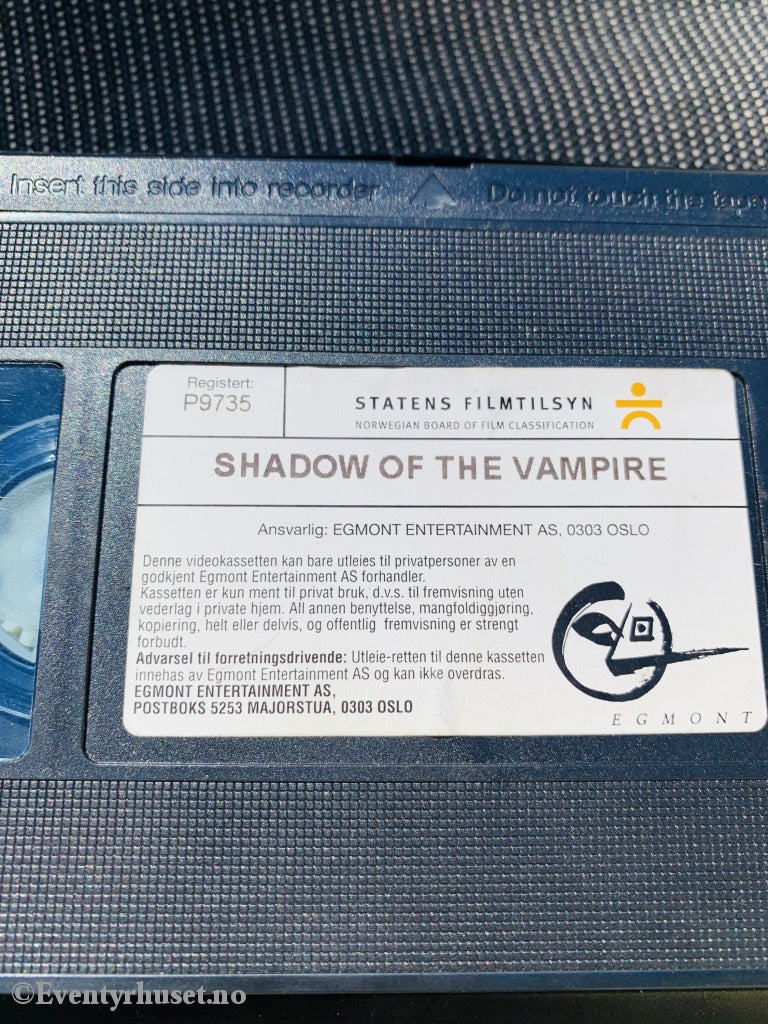 Insert this side into recorder Do not touch the tape
Registert:
P9735
STATENS FILMTILSYN
NORWEGIAN BOARD OF FILM CLASSIFICATION
SHADOW OF THE VAMPIRE
Ansvarlig: EGMONT ENTERTAINMENT AS, 0303 OSLO
Denne videokassetten kan bare utleies til privatpersoner av en
godkjent Egmont Entertainment AS forhandler.
Kassetten er kun ment til privat bruk, d.v.s. til fremvisning uten
vederlag i private hjem. All annen benyttelse, mangfoldiggjøring,
kopiering, helt eller delvis, og offentlig fremvisning er strengt
forbudt.
Advarsel til forretningsdrivende: Utleie-retten til denne kassetten
innehas av Egmont Entertainment AS og kan ikke overdras.
EGMONT ENTERTAINMENT AS,
POSTBOKS 5253 MAJORSTUA, 0303 OSLO
EGMONT
©Eventyrhuset.no